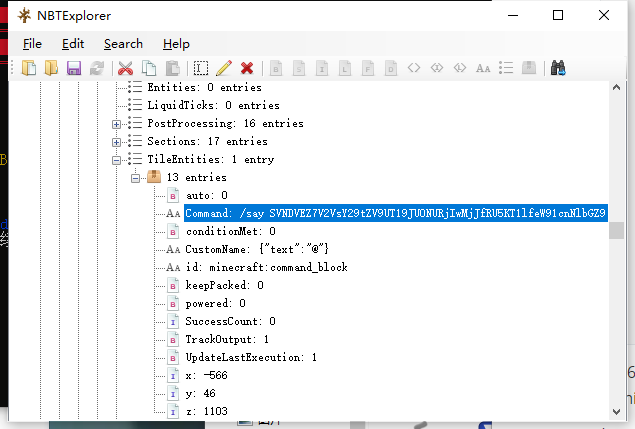 NBTExplorer
File Edit Search Help
Entities: 0 entries
LiquidTicks: 0 entries
PostProcessing: 16 entries
Sections: 17 entries
TileEntities: 1 entry
13 entries
auto: 0
Command: /say SVNDVEZ7V2VsY29tZV9UT19JU0NURjIwMjJfRU5KT1lfeW91cnNlbGZ9
conditionMet: 0
CustomName: {"text":"@"}
id: minecraft:command_block
keepPacked: 0
powered: 0
SuccessCount: 0
TrackOutput: 1
UpdateLastExecution: 1
x: -566
y: 46
z: 1103